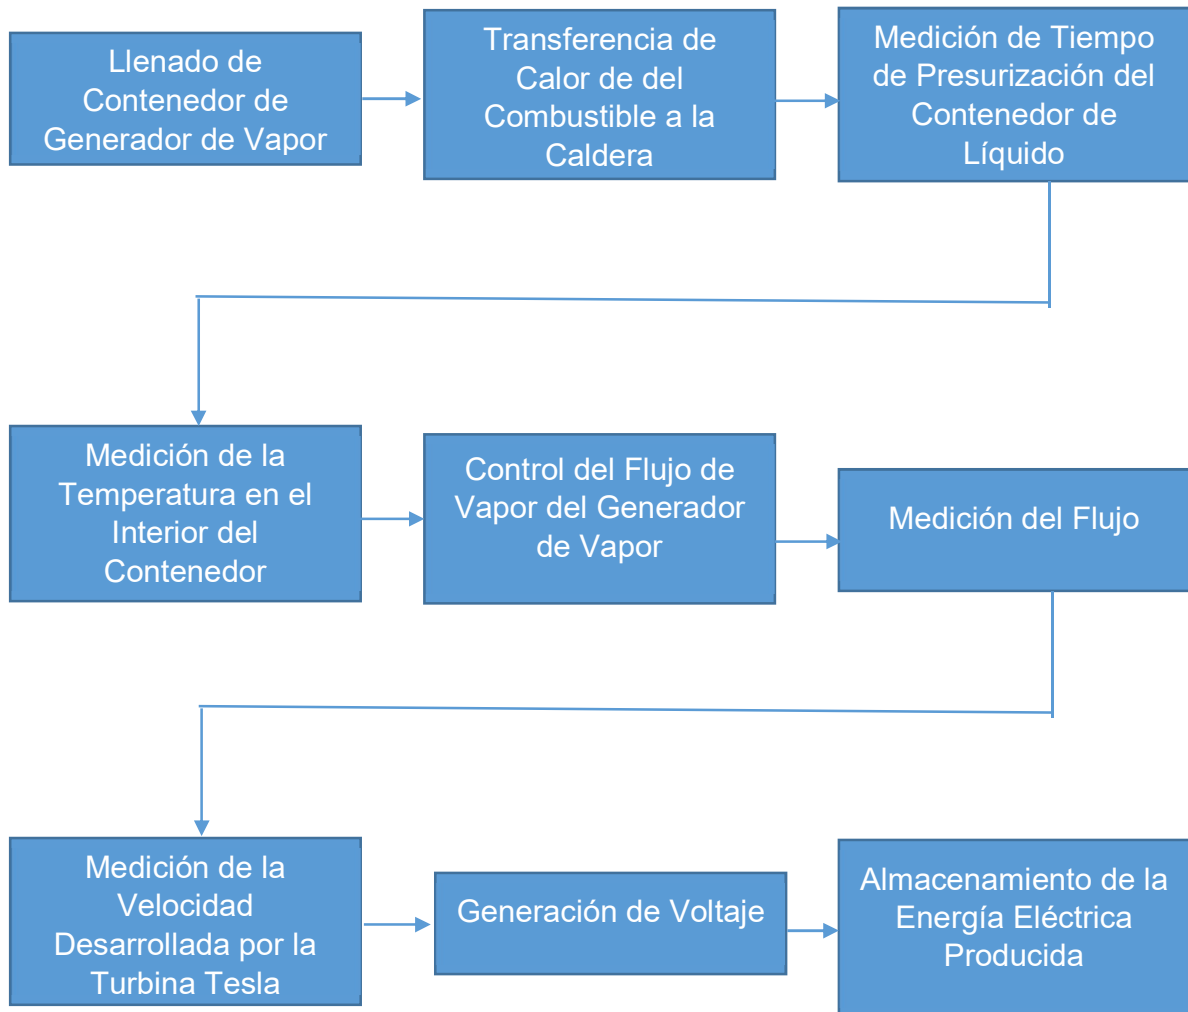 Llenado de
Contenedor de
Generador de Vapor
Transferencia de
Calor de del
Combustible a la
Caldera
Medición de Tiempo
de Presurización del
Contenedor de
Líquido
Medición de la
Temperatura en el
Interior del
Contenedor
Control del Flujo de
Vapor del Generador
de Vapor
Medición del Flujo
Medición de la
Velocidad
Desarrollada por la
Turbina Tesla
Generación de Voltaje
Almacenamiento de la
Energía Eléctrica
Producida